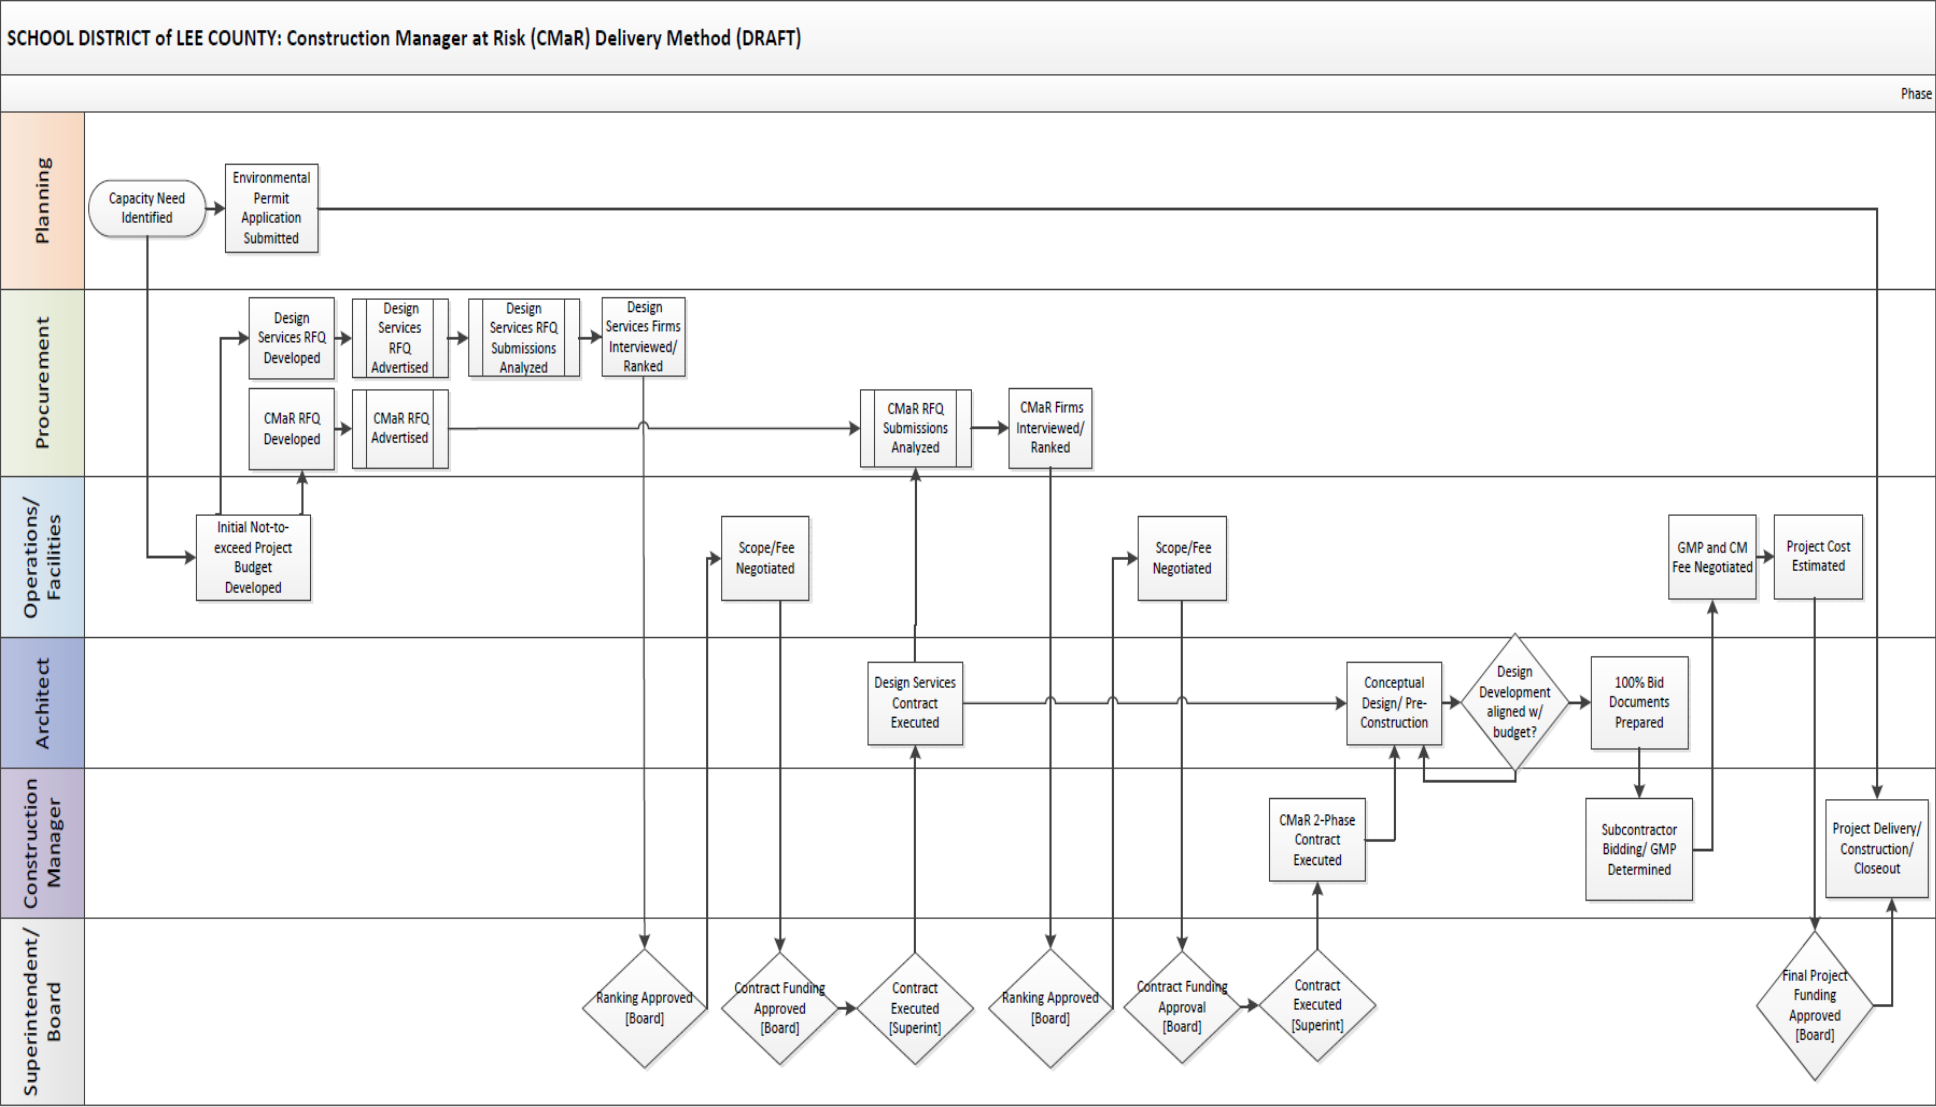 SCHOOL DISTRICT of LEE COUNTY: Construction Manager at Risk (CMaR) Delivery Method (DRAFT)
Phase
Planning
Capacity Need
Identified
Environmental
Permit
Application
Submitted
Procurement
Design
Services RFQ
Developed
Design
Services
RFQ
Advertised
Design
Services RFQ
Submissions
Analyzed
Design
Services Firms
Interviewed/
Ranked
CMaR RFQ
Developed
CMaR RFQ
Advertised
CMaR RFQ
Submissions
Analyzed
CMaR Firms
Interviewed/
Ranked
Operations/
Facilities
Initial Not-to-
exceed Project
Budget
Developed
Scope/Fee
Negotiated
Scope/Fee
Negotiated
GMP and CM
Fee Negotiated
Project Cost
Estimated
Architect
Design Services
Contract
Executed
Conceptual
Design/ Pre-
Construction
Design
Development
aligned w/
budget?
100% Bid
Documents
Prepared
Construction
Manager
CMaR 2-Phase
Contract
Executed
Subcontractor
Bidding/ GMP
Determined
Project Delivery/
Construction/
Closeout
Superintendent/
Board
Ranking Approved
[Board]
Contract Funding
Approved
[Board]
Contract
Executed
[Superint]
Ranking Approved
[Board]
Contract Funding
Approval
[Board]
Contract
Executed
[Superint]
Final Project
Funding
Approved
[Board]